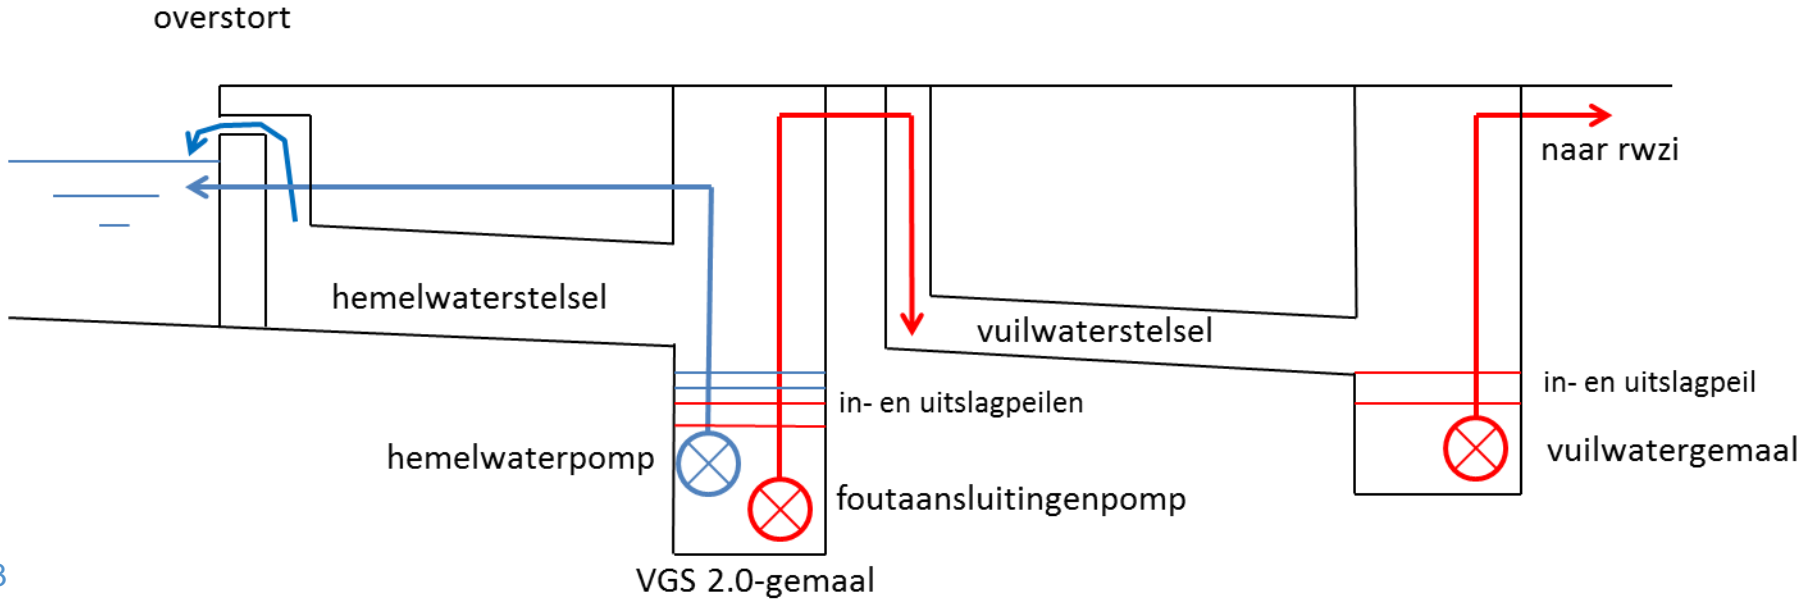 overstort
naar rwzi
hemelwaterstelsel
vuilwaterstelsel
in- en uitslagpeilen
in- en uitslagpeil
hemelwaterpomp
vuilwatergemaal
foutaansluitingenpomp
VGS 2.0-gemaal